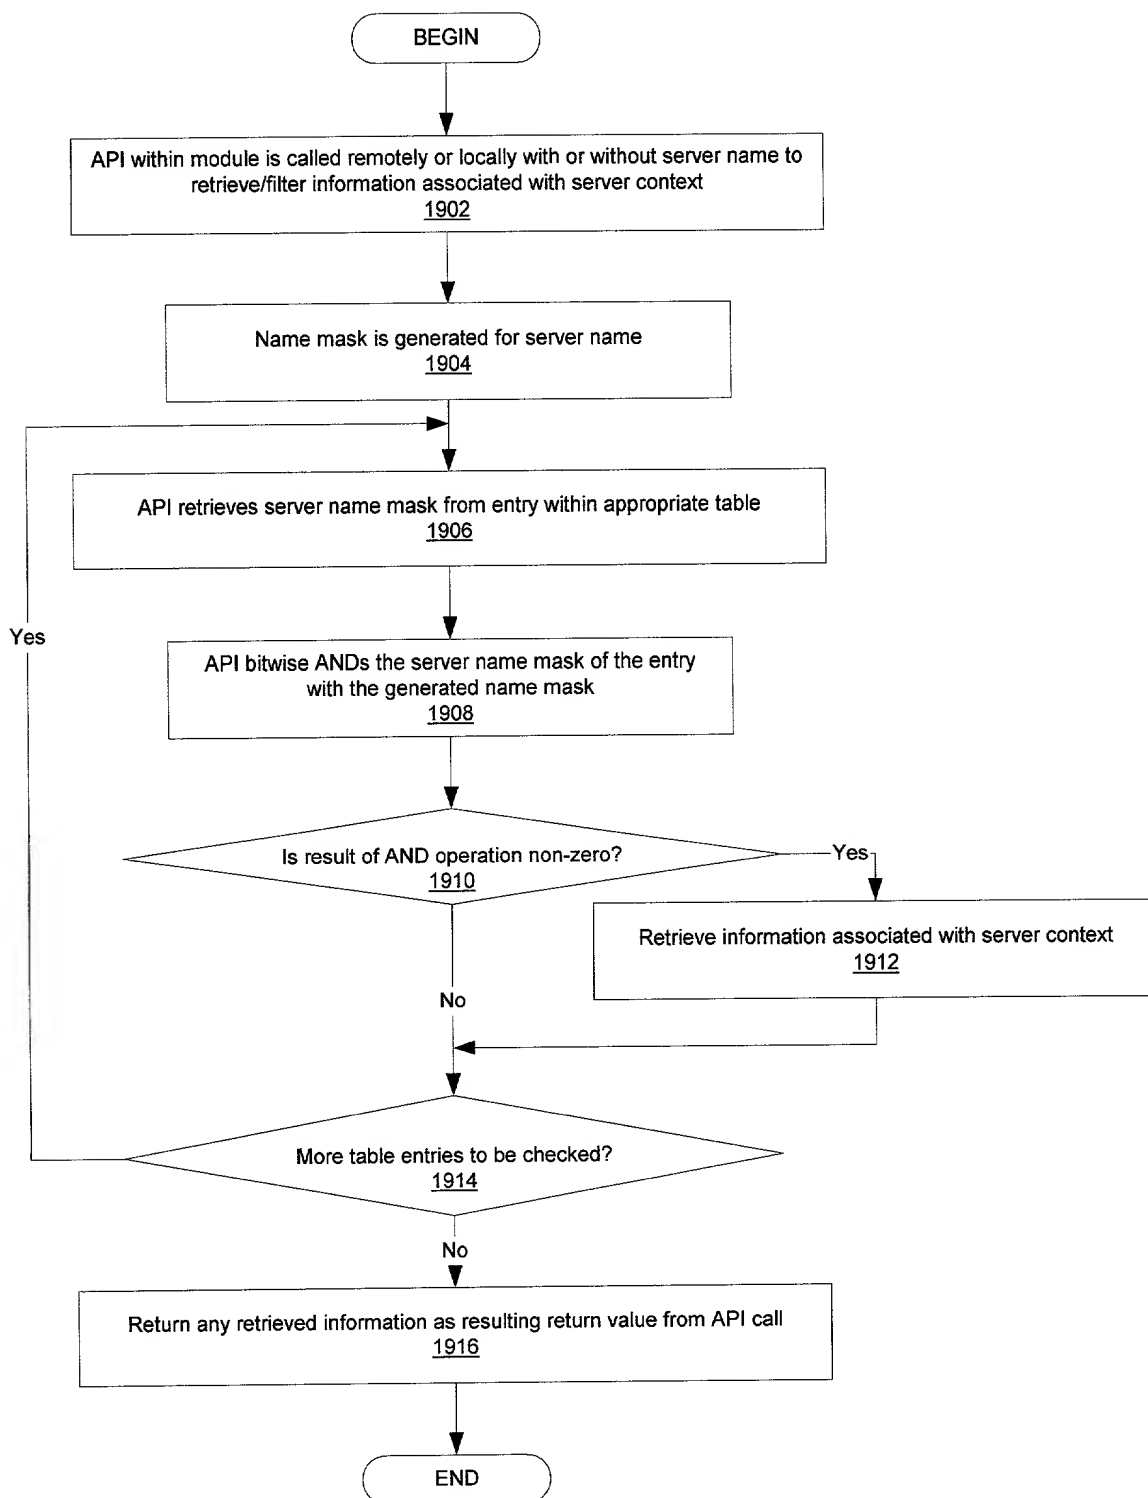 BEGIN
API within module is called remotely or locally with or without server name to
retrieve/filter information associated with server context
1902
Name mask is generated for server name
1904
API retrieves server name mask from entry within appropriate table
1906
Yes
API bitwise ANDs the server name mask of the entry
with the generated name mask
1908
Is result of AND operation non-zero?
1910
Yes
Retrieve information associated with server context
1912
No
More table entries to be checked?
1914
No
Return any retrieved information as resulting return value from API call
1916
END